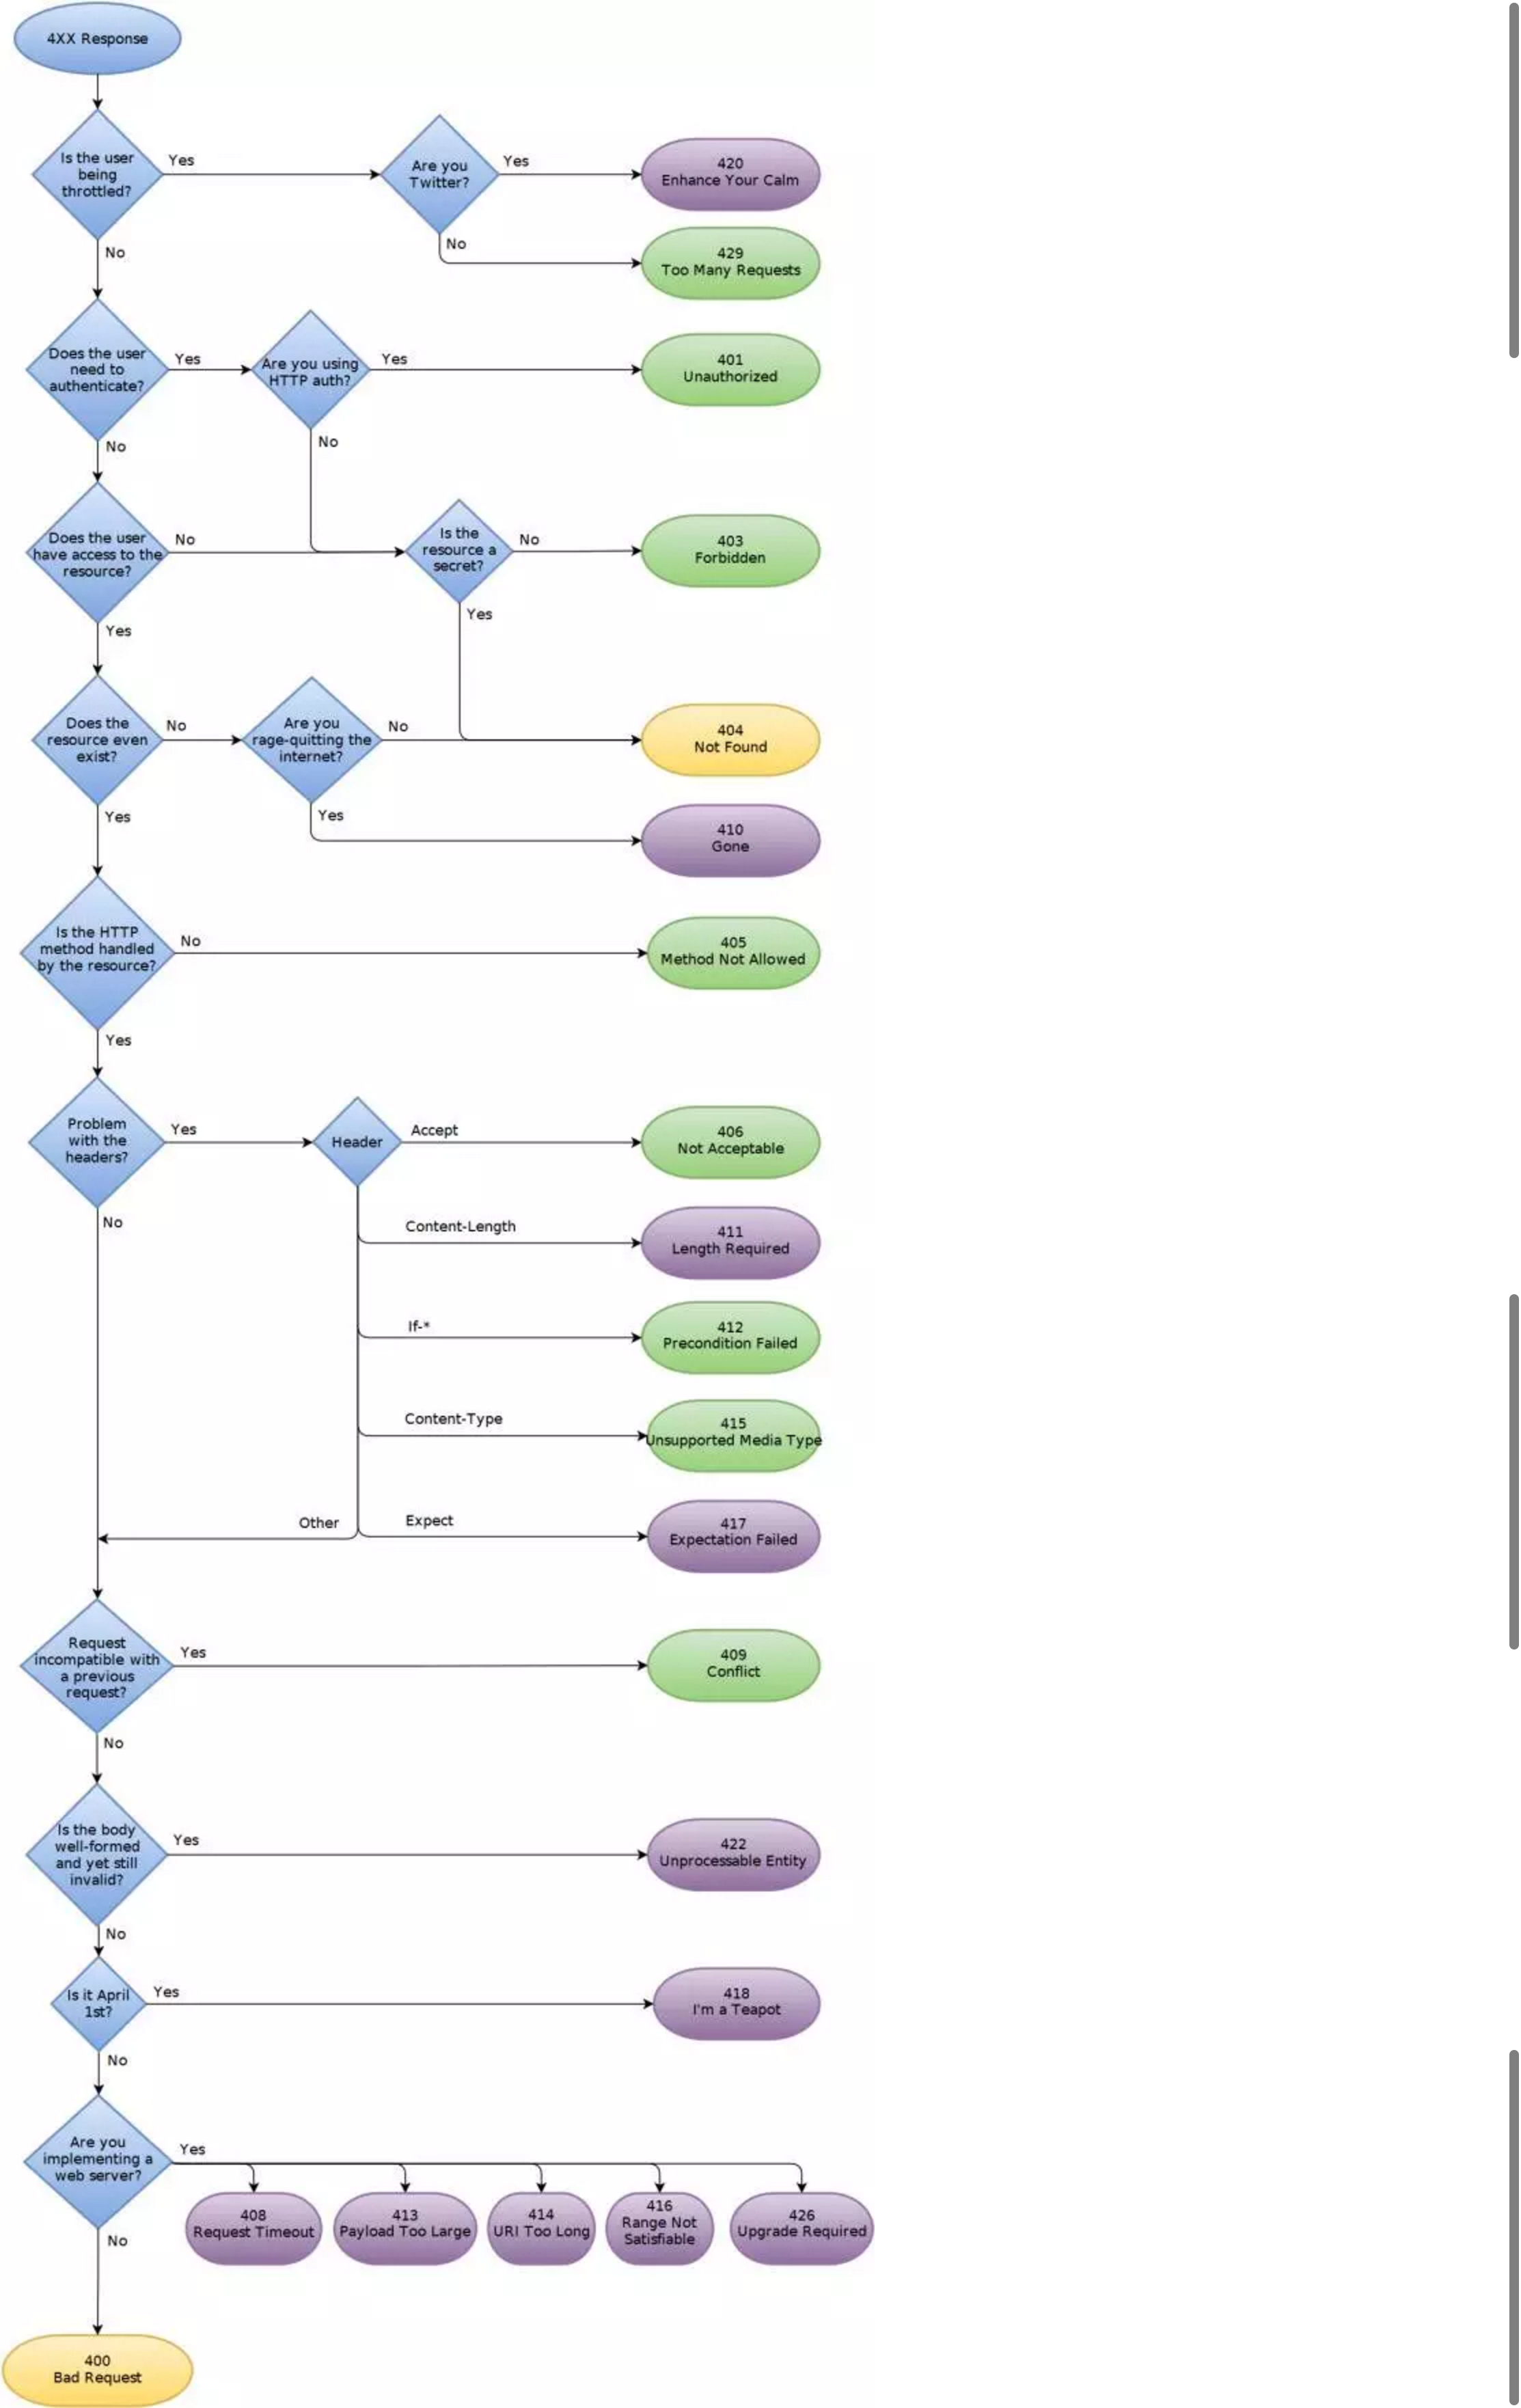 4XX Response
Is the user
being
throttled?
Yes
Are you
Twitter?
Yes
420
Enhance Your Calm
No
429
Too Many Requests
No
Does the user
need to
authenticate?
Yes
Are you using
HTTP auth?
Yes
401
Unauthorized
No
No
Does the user
have access to the
resource?
No
Is the
resource a
secret?
No
403
Forbidden
Yes
Yes
Does the
resource even
exist?
No
Are you
rage-quitting the
internet?
No
404
Not Found
Yes
410
Gone
Yes
Is the HTTP
method handled
by the resource?
No
405
Method Not Allowed
Yes
Problem
with the
headers?
Yes
Header
Accept
406
Not Acceptable
No
Content-Length
411
Length Required
If-*
412
Precondition Failed
Content-Type
415
Unsupported Media Type
Other
Expect
417
Expectation Failed
Request
incompatible with
a previous
request?
Yes
409
Conflict
No
Is the body
well-formed
and yet still
invalid?
Yes
422
Unprocessable Entity
No
Is it April
1st?
Yes
418
I'm a Teapot
No
Are you
implementing a
web server?
Yes
408
Request Timeout
413
Payload Too Large
414
URI Too Long
416
Range Not
Satisfiable
426
Upgrade Required
No
400
Bad Request